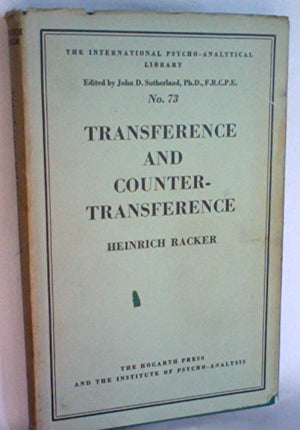 THE INTERNATIONAL PSYCHO-ANALYTICAL
LIBRARY
Edited by John D. Sutherland, Ph.D., F.R.C.P.E.
No. 73
TRANSFERENCE
AND
COUNTER-
TRANSFERENCE
HEINRICH RACKER
THE HOGARTH PRESS
AND THE INSTITUTE OF PSYCHO-ANALYSIS